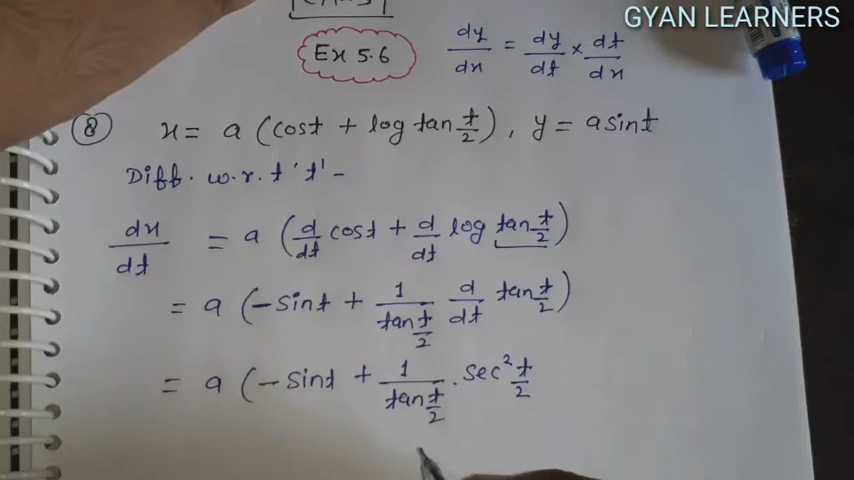 GYAN LEARNERS
Ex 5.6
dy/dx = dy/dt × dt/dx
(8) x = a (cost + log tan t/2), y = asint
Diff. w.r.t 't' -
dx/dt = a (d/dt cost + d/dt log tan t/2)
= a (-sint + 1/tan t/2 d/dt tan t/2)
= a (-sint + 1/tan t/2 . sec² t/2